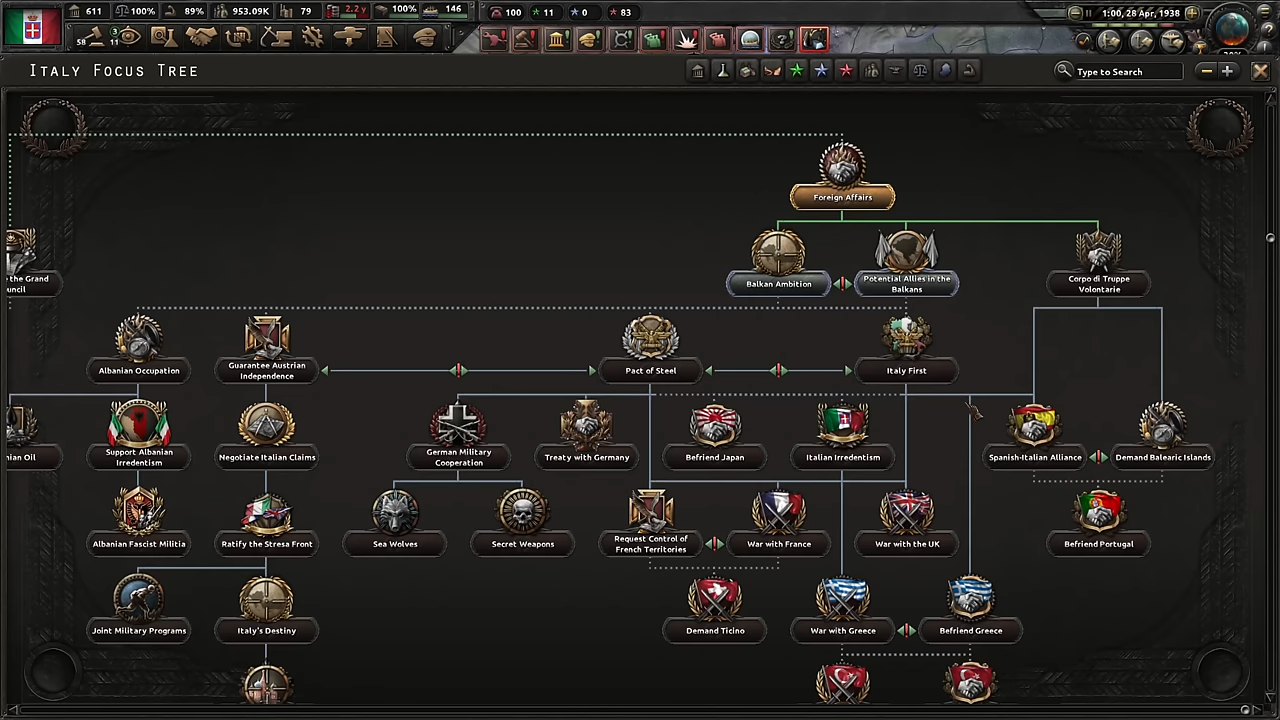 611 100% 89% 953.09K 79 2.2 y 100% 146 100 11 0 83 1:00, 28 Apr, 1938
58 3 11
Italy Focus Tree
Type to Search
Foreign Affairs
the Grand
Balkan Ambition
Potential Allies in the
Balkans
Corpo di Truppe
Volontarie
Albanian Occupation
Guarantee Austrian
Independence
Pact of Steel
Italy First
nian Oil
Support Albanian
Irredentism
Negotiate Italian Claims
German Military
Cooperation
Treaty with Germany
Befriend Japan
Italian Irredentism
Spanish-Italian Alliance
Demand Balearic Islands
Albanian Fascist Militia
Ratify the Stresa Front
Sea Wolves
Secret Weapons
Request Control of
French Territories
War with France
War with the UK
Befriend Portugal
Joint Military Programs
Italy's Destiny
Demand Ticino
War with Greece
Befriend Greece